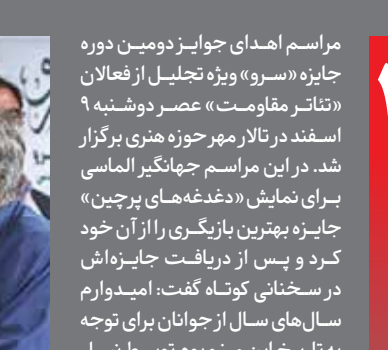 مراسم اهدای جوایز دومین دوره
جایزه «سرو» ویژه تجلیل از فعالان
«تئاتر مقاومت» عصر دوشنبه ۹
اسفند در تالار مهر حوزه هنری برگزار
شد. در این مراسم جهانگیر الماسی
برای نمایش «دغدغه‌های پرچین»
جایزه بهترین بازیگری را از آن خود
کرد و پس از دریافت جایزه‌اش
در سخنانی کوتاه گفت: امیدوارم
سال‌های سال از جوانان برای توجه